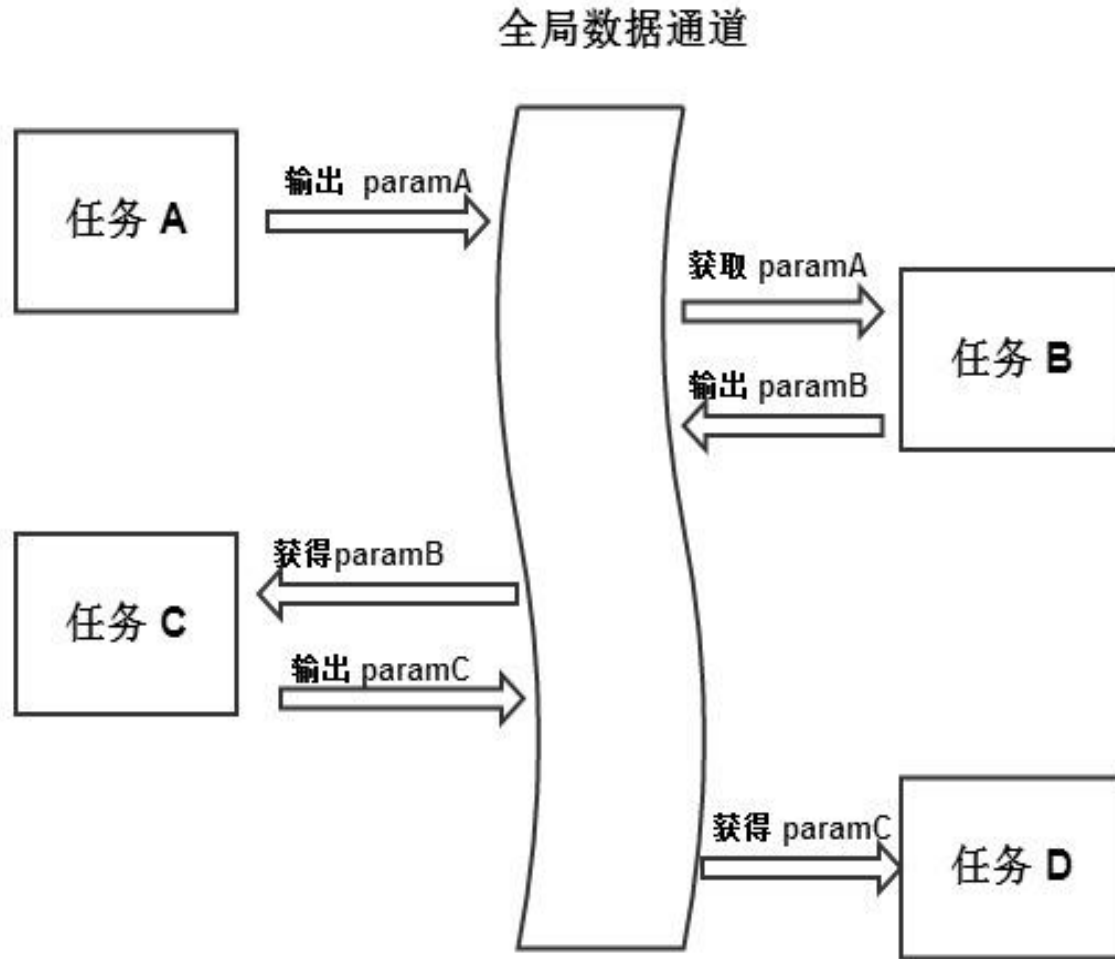 全局数据通道
任务 A
输出 paramA
获取 paramA
任务 B
输出 paramB
获得paramB
任务 C
输出 paramC
获得 paramC
任务 D